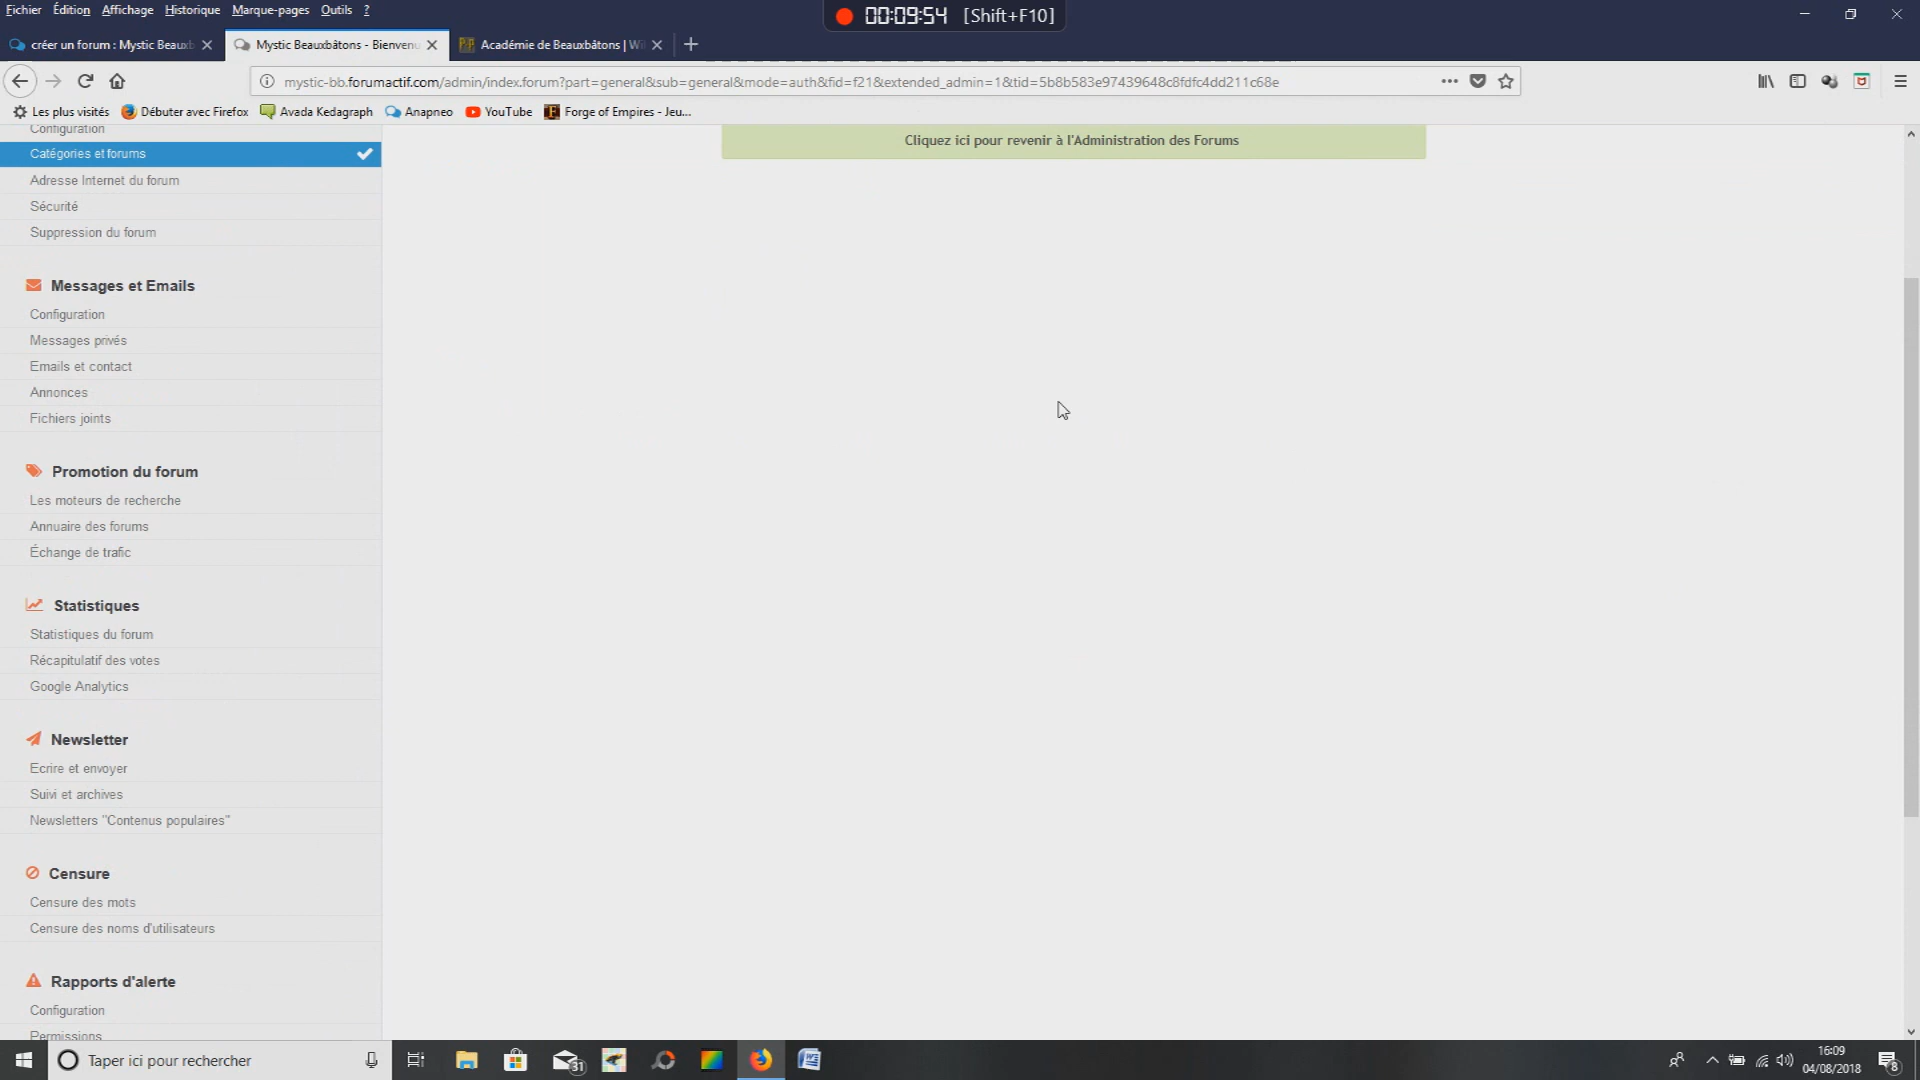 Fichier Édition Affichage Historique Marque-pages Outils ?
00:09:54 [Shift+F10]
créer un forum : Mystic Beauxb
Mystic Beauxbâtons - Bienvenu
Académie de Beauxbâtons | Wi
mystic-bb.forumactif.com/admin/index.forum?part=general&sub=general&mode=auth&fid=f21&extended_admin=1&tid=5b8b583e97439648c8fdfc4dd211c68e
Les plus visités Débuter avec Firefox Avada Kedagraph Anapneo YouTube Forge of Empires - Jeu...
Configuration
Catégories et forums
Adresse Internet du forum
Sécurité
Suppression du forum
Cliquez ici pour revenir à l'Administration des Forums
Messages et Emails
Configuration
Messages privés
Emails et contact
Annonces
Fichiers joints
Promotion du forum
Les moteurs de recherche
Annuaire des forums
Échange de trafic
Statistiques
Statistiques du forum
Récapitulatif des votes
Google Analytics
Newsletter
Ecrire et envoyer
Suivi et archives
Newsletters "Contenus populaires"
Censure
Censure des mots
Censure des noms d'utilisateurs
Rapports d'alerte
Configuration
Permissions
Taper ici pour rechercher
31
16:09
04/08/2018
8